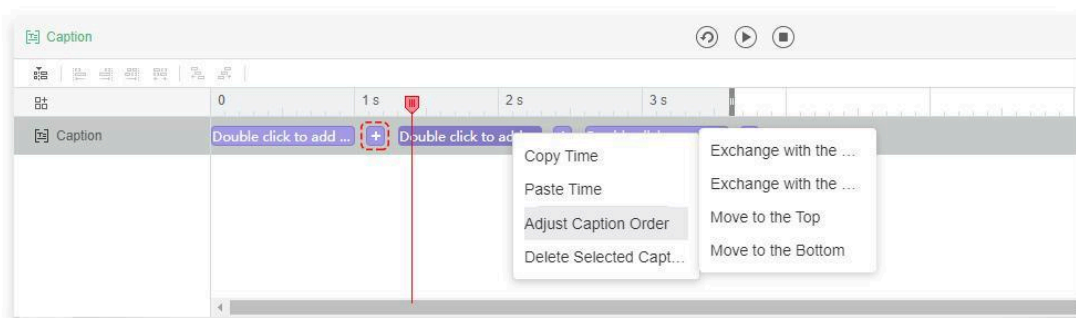 Caption
0 1 s 2 s 3 s
Caption
Double click to add ... + Double click to ad
Copy Time
Paste Time
Adjust Caption Order
Delete Selected Capt...
Exchange with the ...
Exchange with the ...
Move to the Top
Move to the Bottom